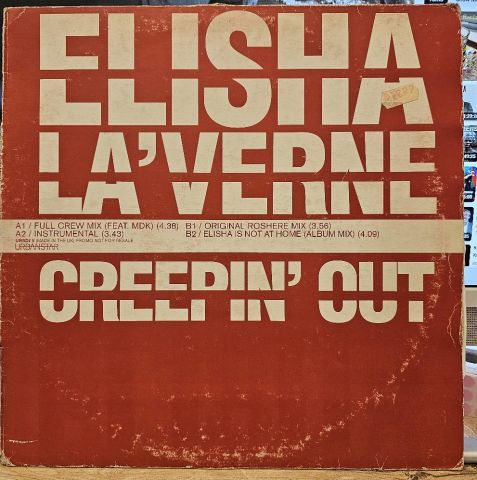 ELISHA
LA'VERNE
A1 / FULL CREW MIX (FEAT. MDK) (4.38) B1 / ORIGINAL ROSHERE MIX (3.56)
A2 / INSTRUMENTAL (3.43) B2 / ELISHA IS NOT AT HOME (ALBUM MIX) (4.09)
MADE IN THE UK. PROMO NOT FOR RESALE
URBANSTAR
CREEPIN' OUT